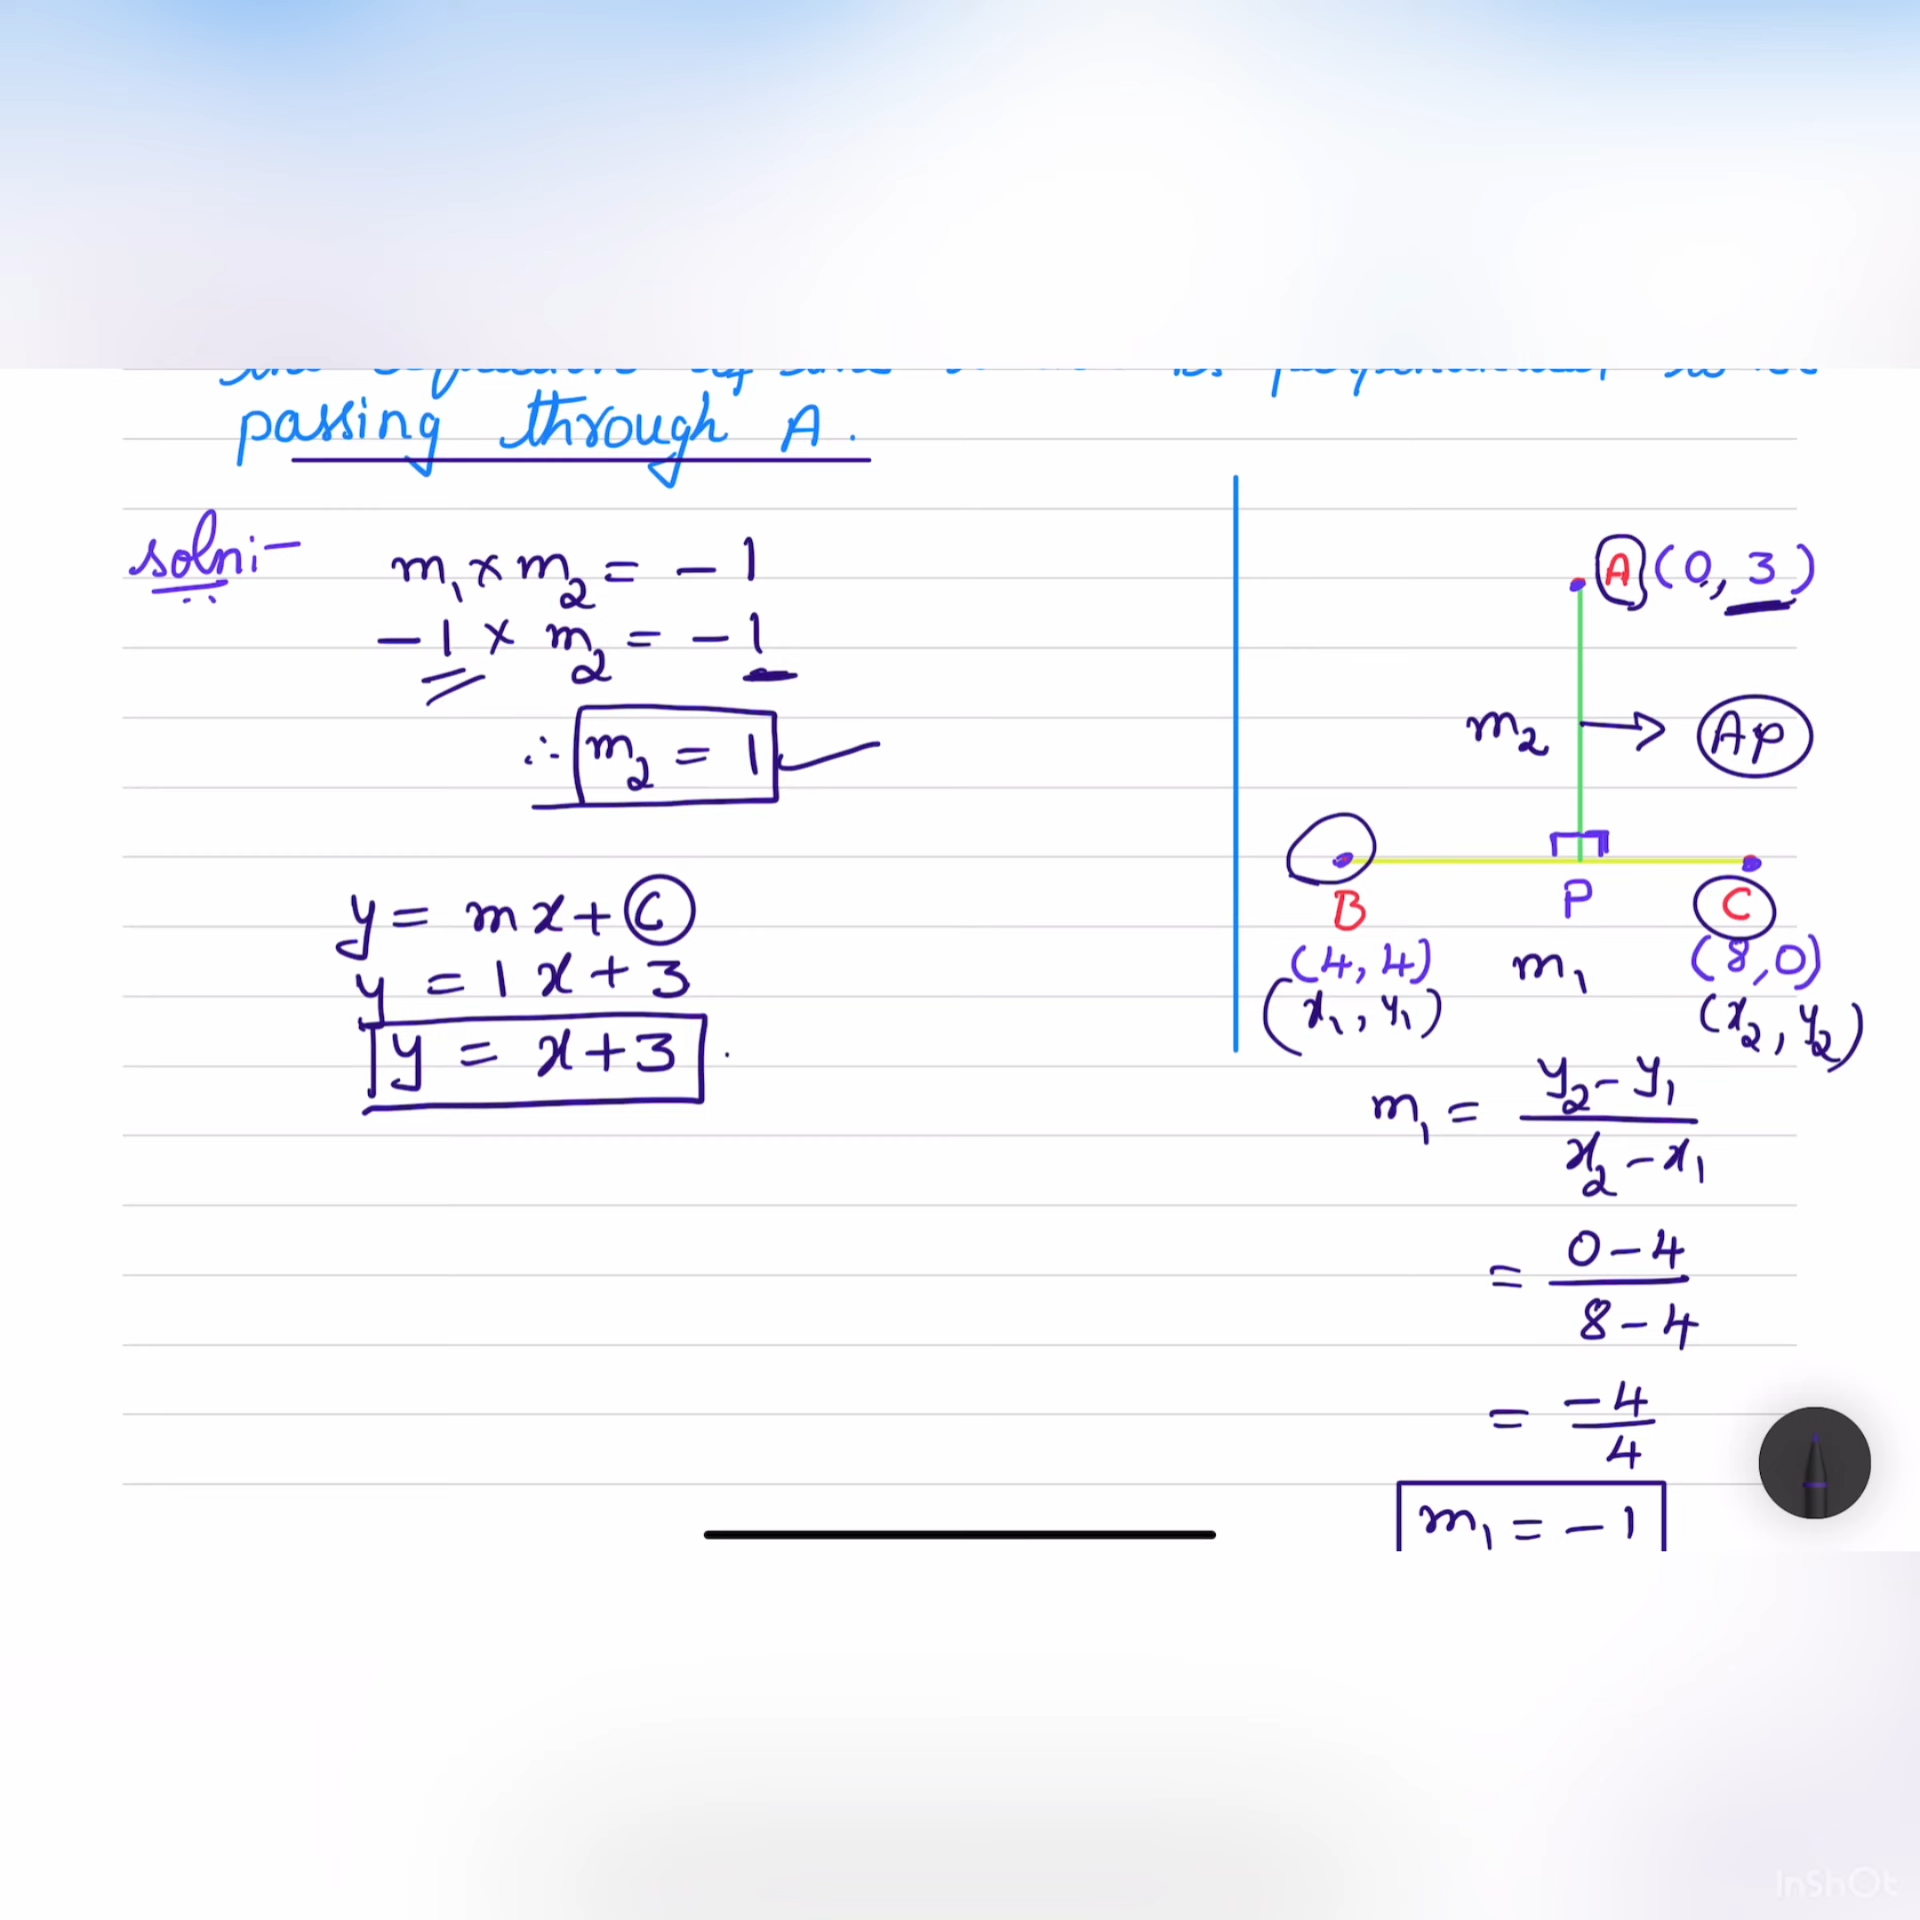 passing through A.
soln:-
m₁ × m₂ = - 1
- 1 × m₂ = - 1
∴ m₂ = 1
y = mx + C
y = 1 x + 3
y = x + 3 .
A (0, 3)
m₂ → AP
B P C
(4, 4) m₁ (8, 0)
(x₁, y₁) (x₂, y₂)
m₁ = y₂ - y₁ / x₂ - x₁
= 0 - 4 / 8 - 4
= - 4 / 4
m₁ = - 1
InShOt